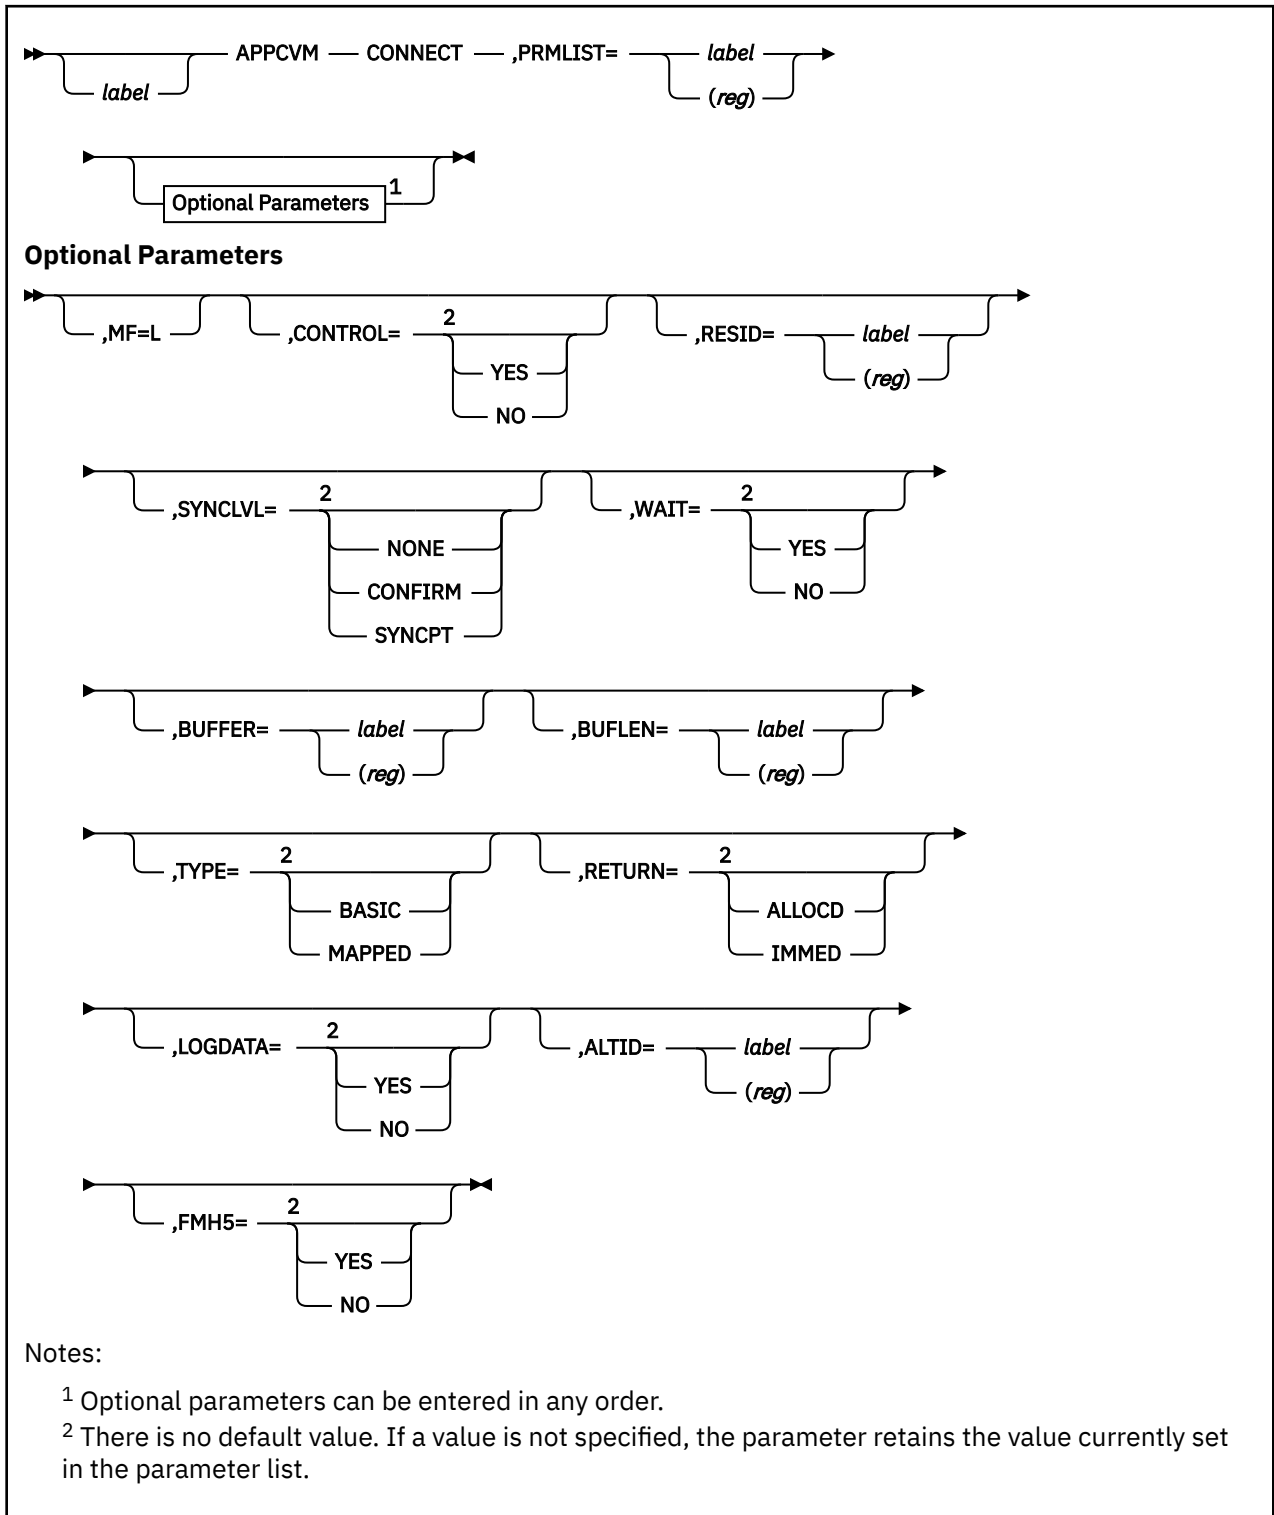 APPCVM CONNECT ,PRMLIST= label
label (reg)
Optional Parameters 1
Optional Parameters
,MF=L ,CONTROL= 2 ,RESID= label
YES (reg)
NO
,SYNCLVL= 2 ,WAIT= 2
NONE YES
CONFIRM NO
SYNCPT
,BUFFER= label ,BUFLEN= label
(reg) (reg)
,TYPE= 2 ,RETURN= 2
BASIC ALLOCD
MAPPED IMMED
,LOGDATA= 2 ,ALTID= label
YES (reg)
NO
,FMH5= 2
YES
NO
Notes:
1 Optional parameters can be entered in any order.
2 There is no default value. If a value is not specified, the parameter retains the value currently set
in the parameter list.